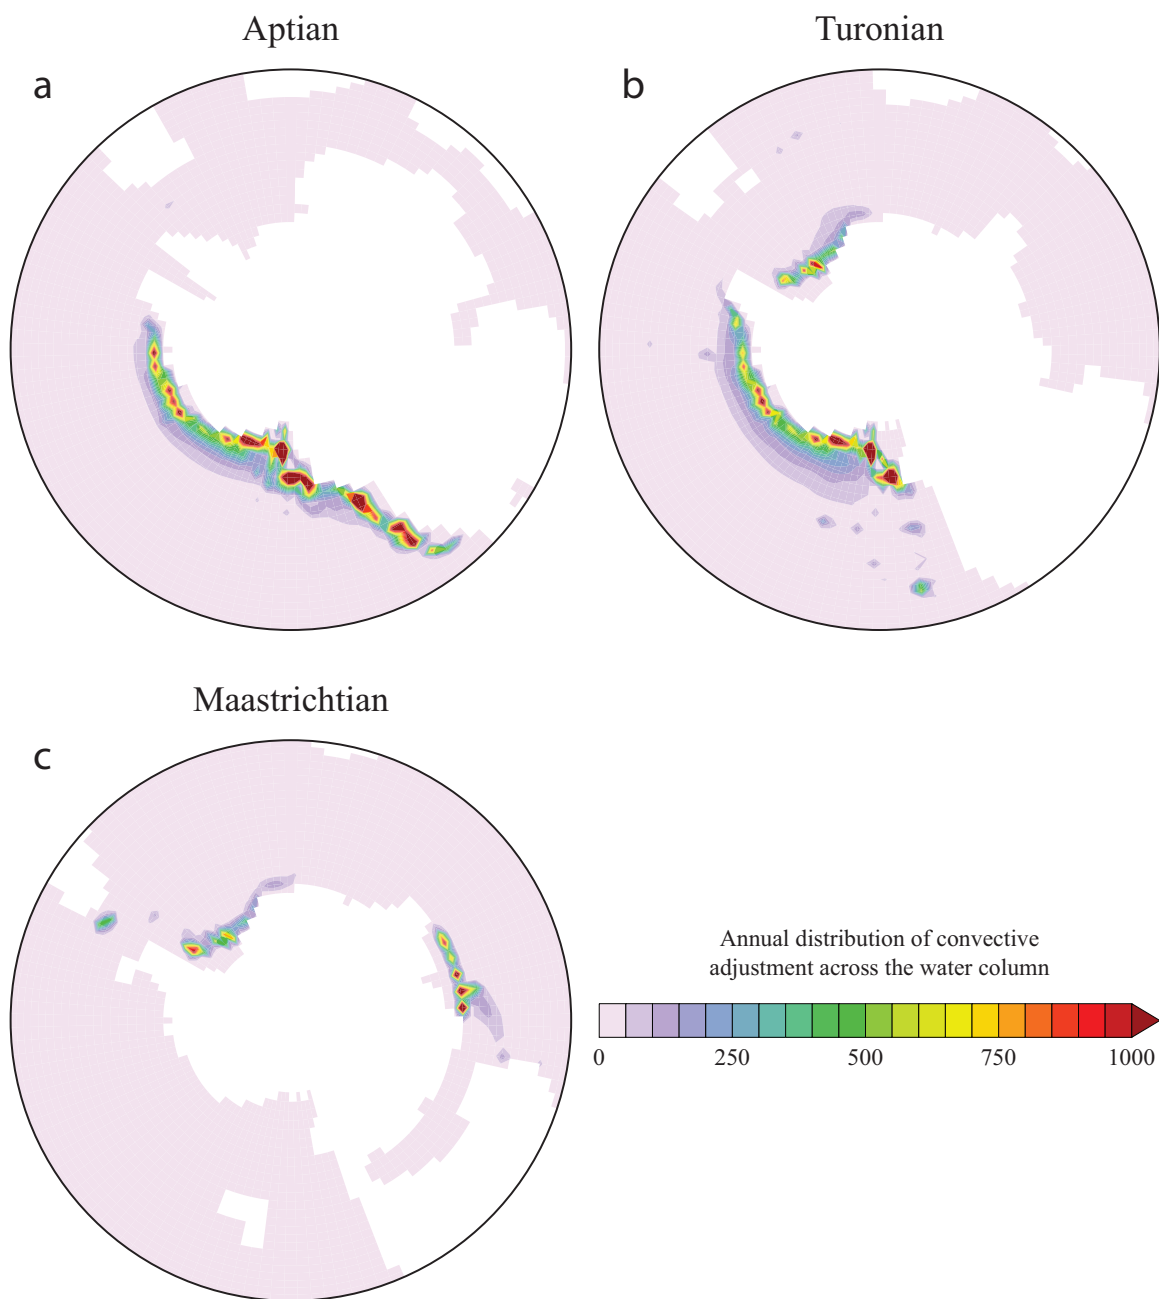 Aptian
Turonian
a
b
Maastrichtian
c
Annual distribution of convective
adjustment across the water column
0 250 500 750 1000